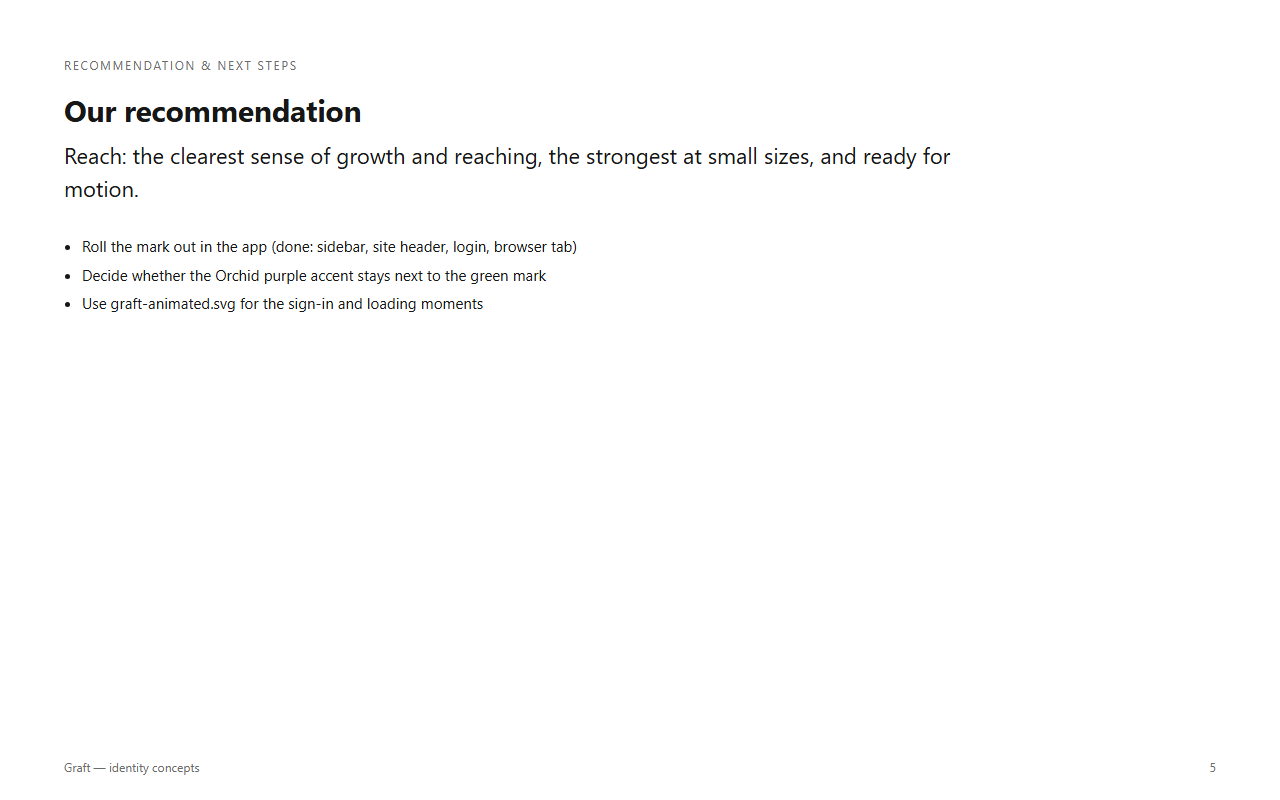 RECOMMENDATION & NEXT STEPS
Our recommendation
Reach: the clearest sense of growth and reaching, the strongest at small sizes, and ready for
motion.
• Roll the mark out in the app (done: sidebar, site header, login, browser tab)
• Decide whether the Orchid purple accent stays next to the green mark
• Use graft-animated.svg for the sign-in and loading moments
Graft — identity concepts
5